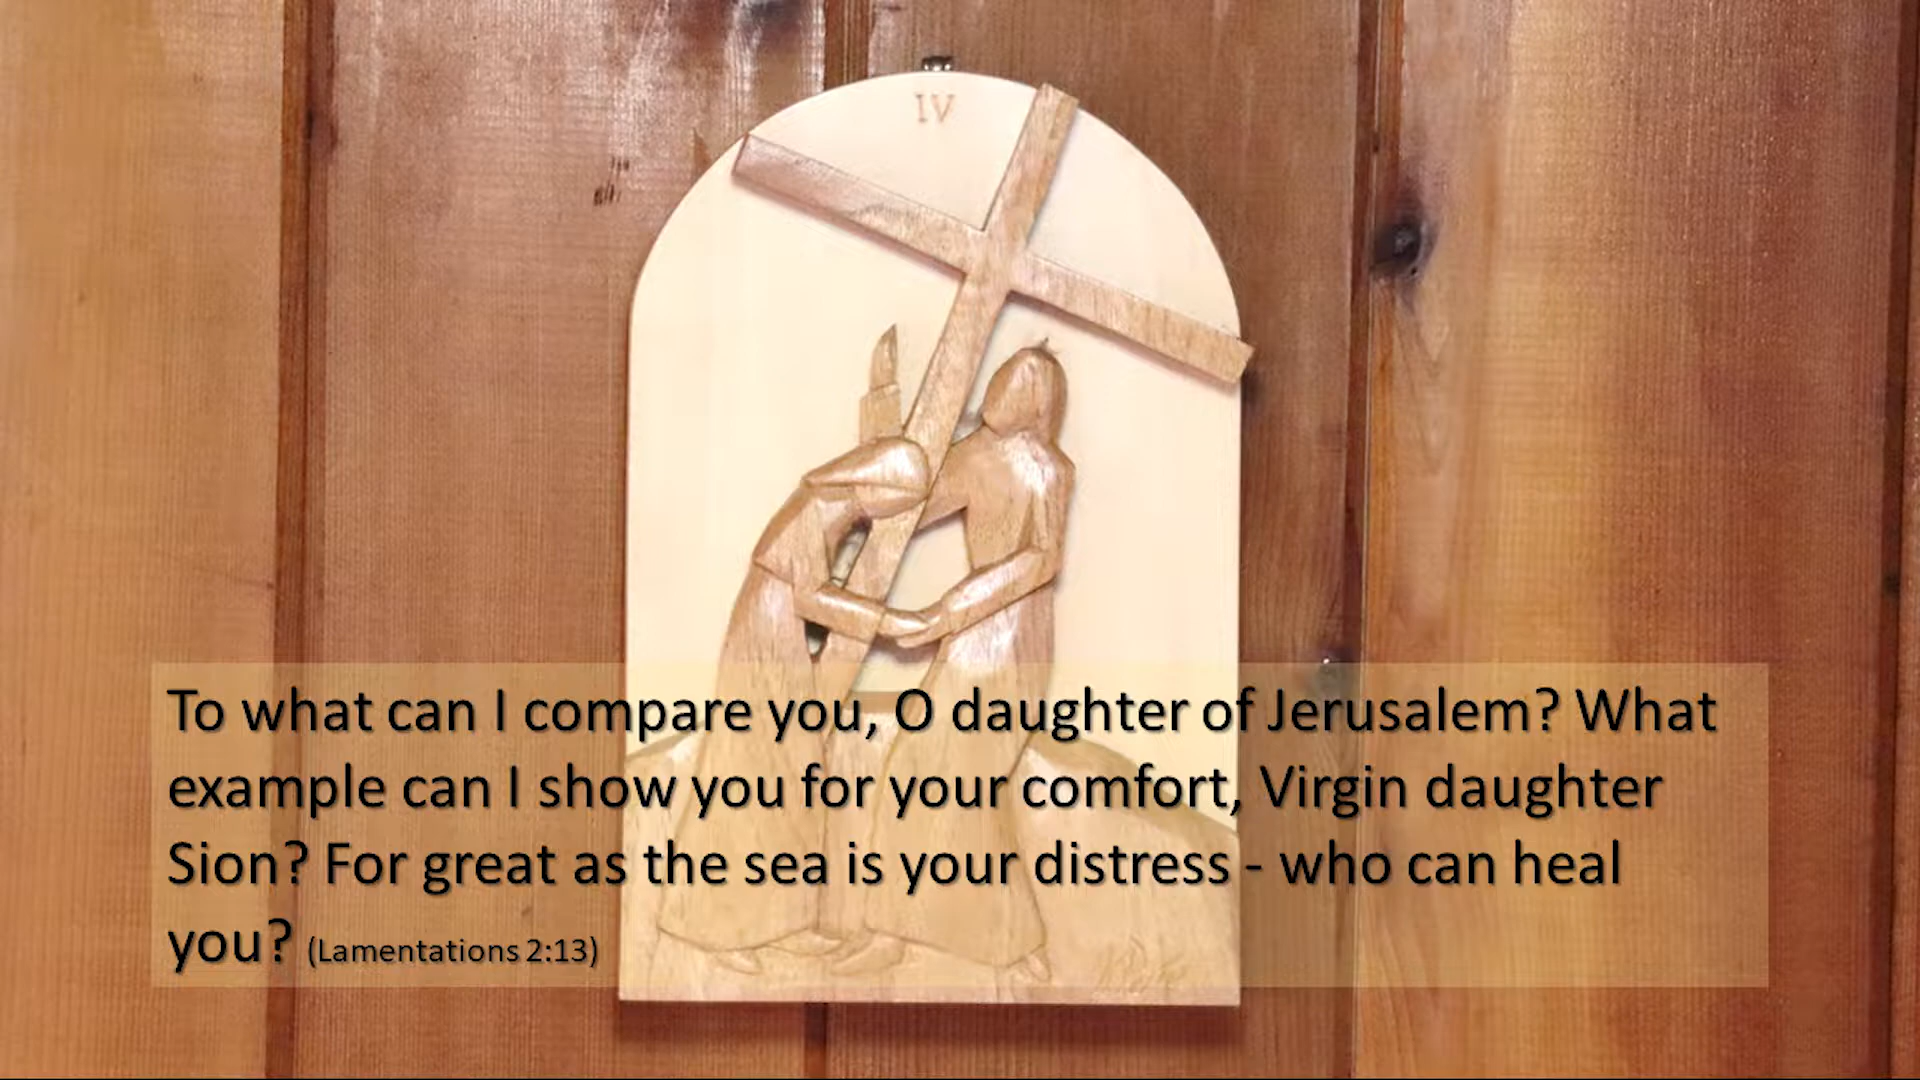 IV
To what can I compare you, O daughter of Jerusalem? What
example can I show you for your comfort, Virgin daughter
Sion? For great as the sea is your distress - who can heal
you? (Lamentations 2:13)